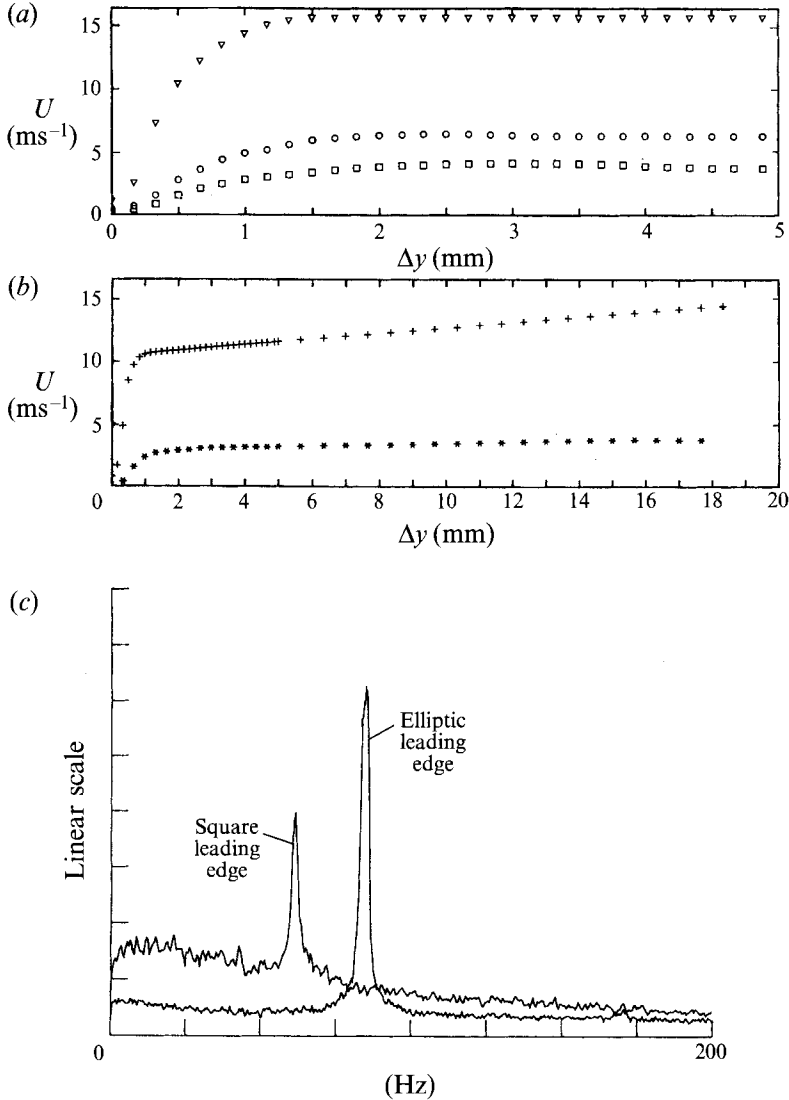 (a)
15
10
U
(ms⁻¹)
5
0
0 1 2 3 4 5
Δy (mm)
(b)
15
10
U
(ms⁻¹)
5
0
0 2 4 6 8 10 12 14 16 18 20
Δy (mm)
(c)
Linear scale
Elliptic
leading
edge
Square
leading
edge
0 200
(Hz)